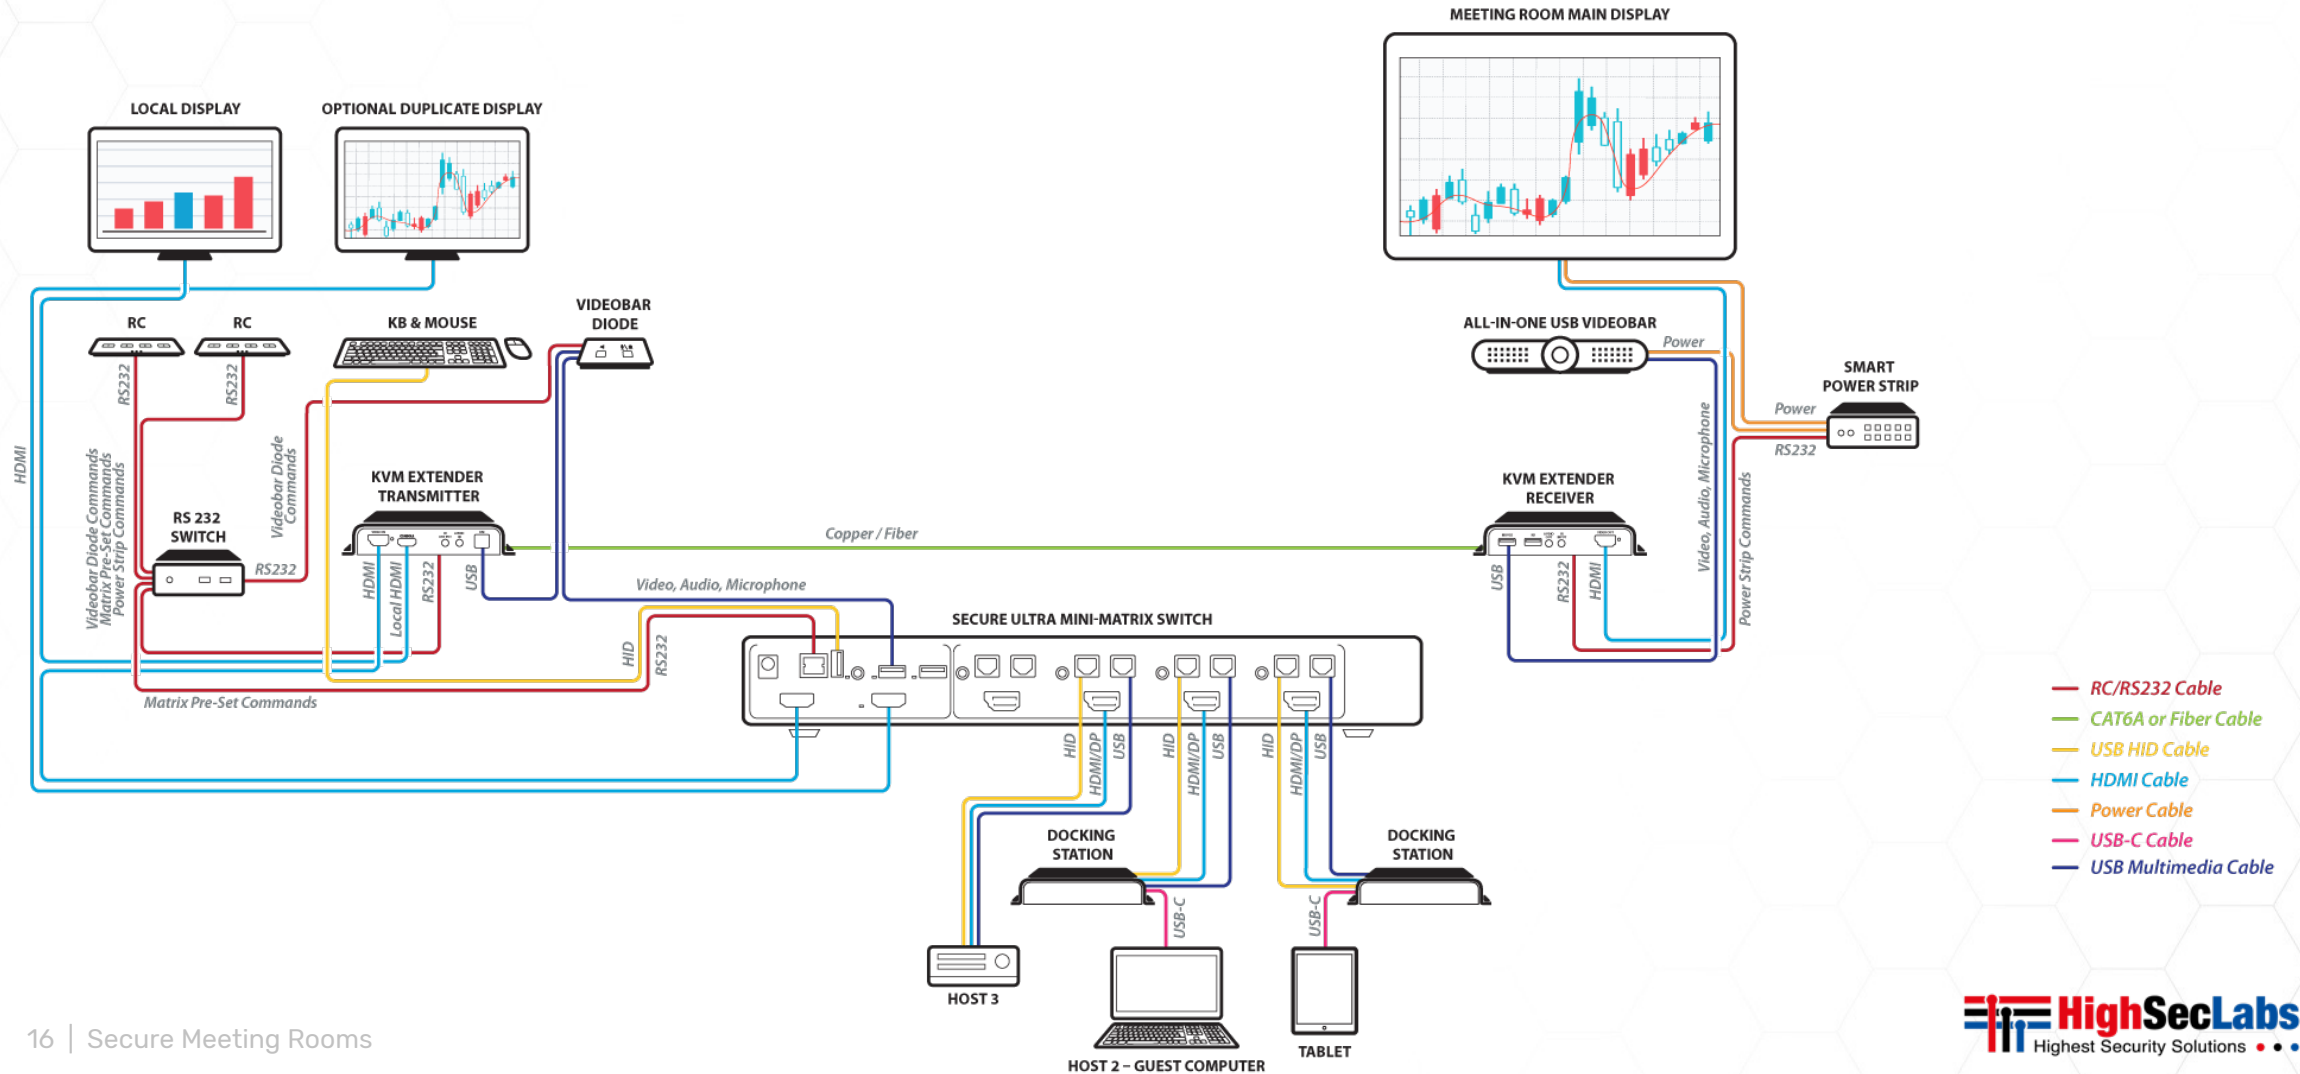 MEETING ROOM MAIN DISPLAY
LOCAL DISPLAY
OPTIONAL DUPLICATE DISPLAY
RC
RC
KB & MOUSE
VIDEOBAR
DIODE
ALL-IN-ONE USB VIDEOBAR
Power
SMART
POWER STRIP
Power
RS232
RS232
RS232
HDMI
Videobar Diode Commands
Matrix Pre-Set Commands
Power Strip Commands
Videobar Diode
Commands
KVM EXTENDER
TRANSMITTER
RS 232
SWITCH
RS232
HDMI
Local HDMI
RS232
USB
Copper / Fiber
KVM EXTENDER
RECEIVER
USB
RS232
HDMI
Video, Audio, Microphone
Power Strip Commands
Video, Audio, Microphone
HID
RS232
SECURE ULTRA MINI-MATRIX SWITCH
Matrix Pre-Set Commands
HID
HDMI/DP
USB
HID
HDMI/DP
USB
HID
HDMI/DP
USB
DOCKING
STATION
DOCKING
STATION
USB-C
USB-C
HOST 3
HOST 2 – GUEST COMPUTER
TABLET
RC/RS232 Cable
CAT6A or Fiber Cable
USB HID Cable
HDMI Cable
Power Cable
USB-C Cable
USB Multimedia Cable
16 | Secure Meeting Rooms
HighSecLabs
Highest Security Solutions